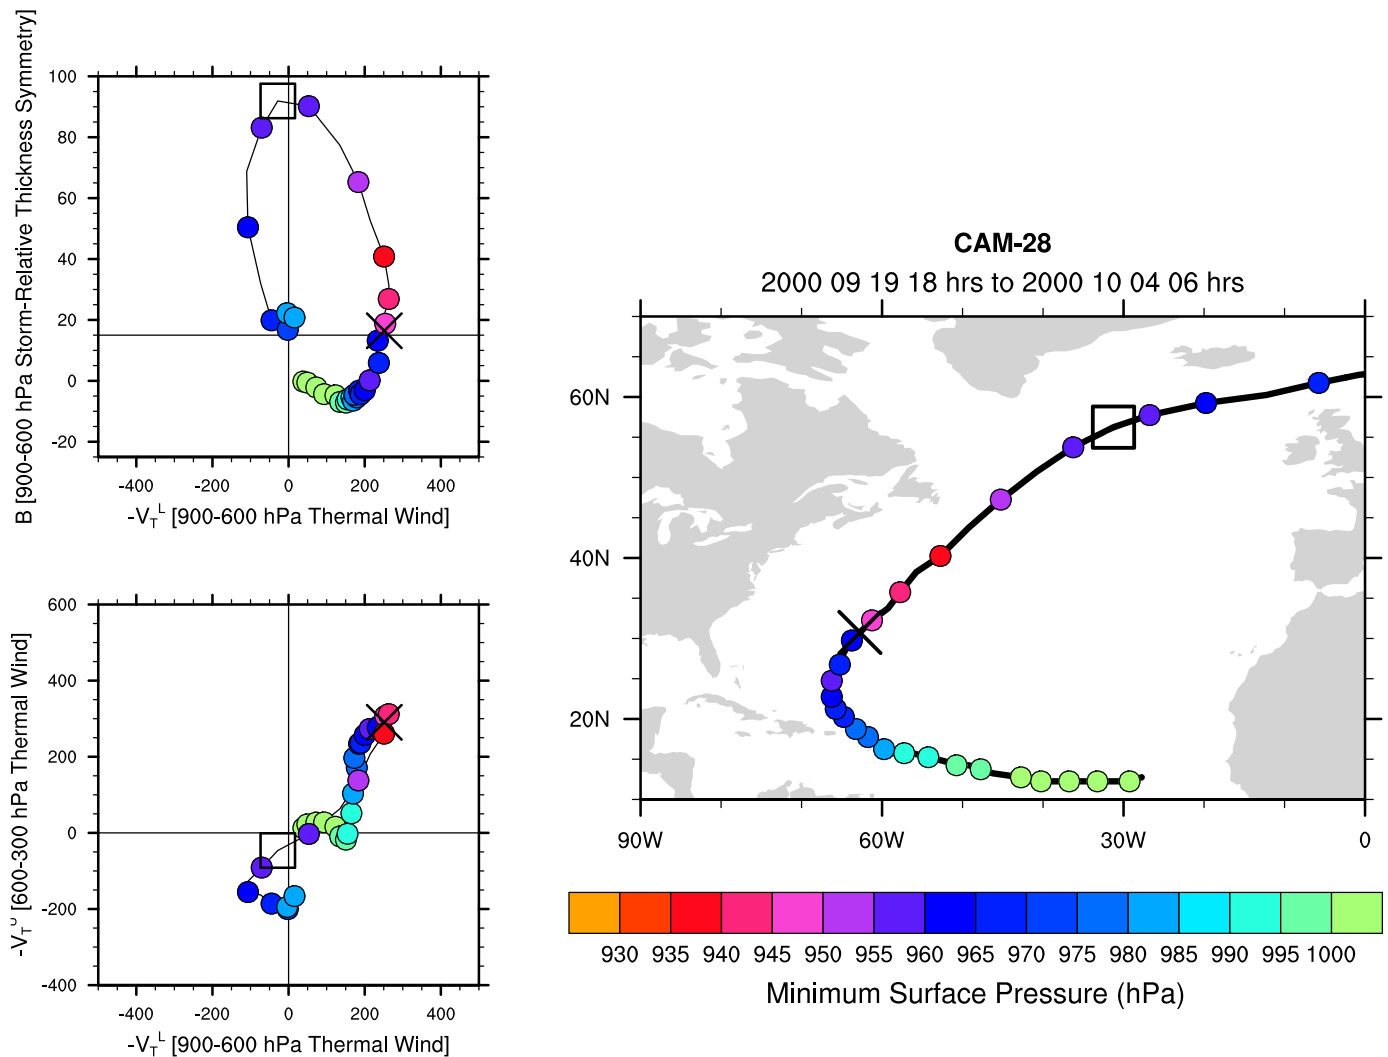 B [900-600 hPa Storm-Relative Thickness Symmetry]
100
80
60
40
20
0
-20
-400 -200 0 200 400
-V_T^L [900-600 hPa Thermal Wind]
-V_T^U [600-300 hPa Thermal Wind]
600
400
200
0
-200
-400
-400 -200 0 200 400
-V_T^L [900-600 hPa Thermal Wind]
CAM-28
2000 09 19 18 hrs to 2000 10 04 06 hrs
60N
40N
20N
90W 60W 30W 0
930 935 940 945 950 955 960 965 970 975 980 985 990 995 1000
Minimum Surface Pressure (hPa)